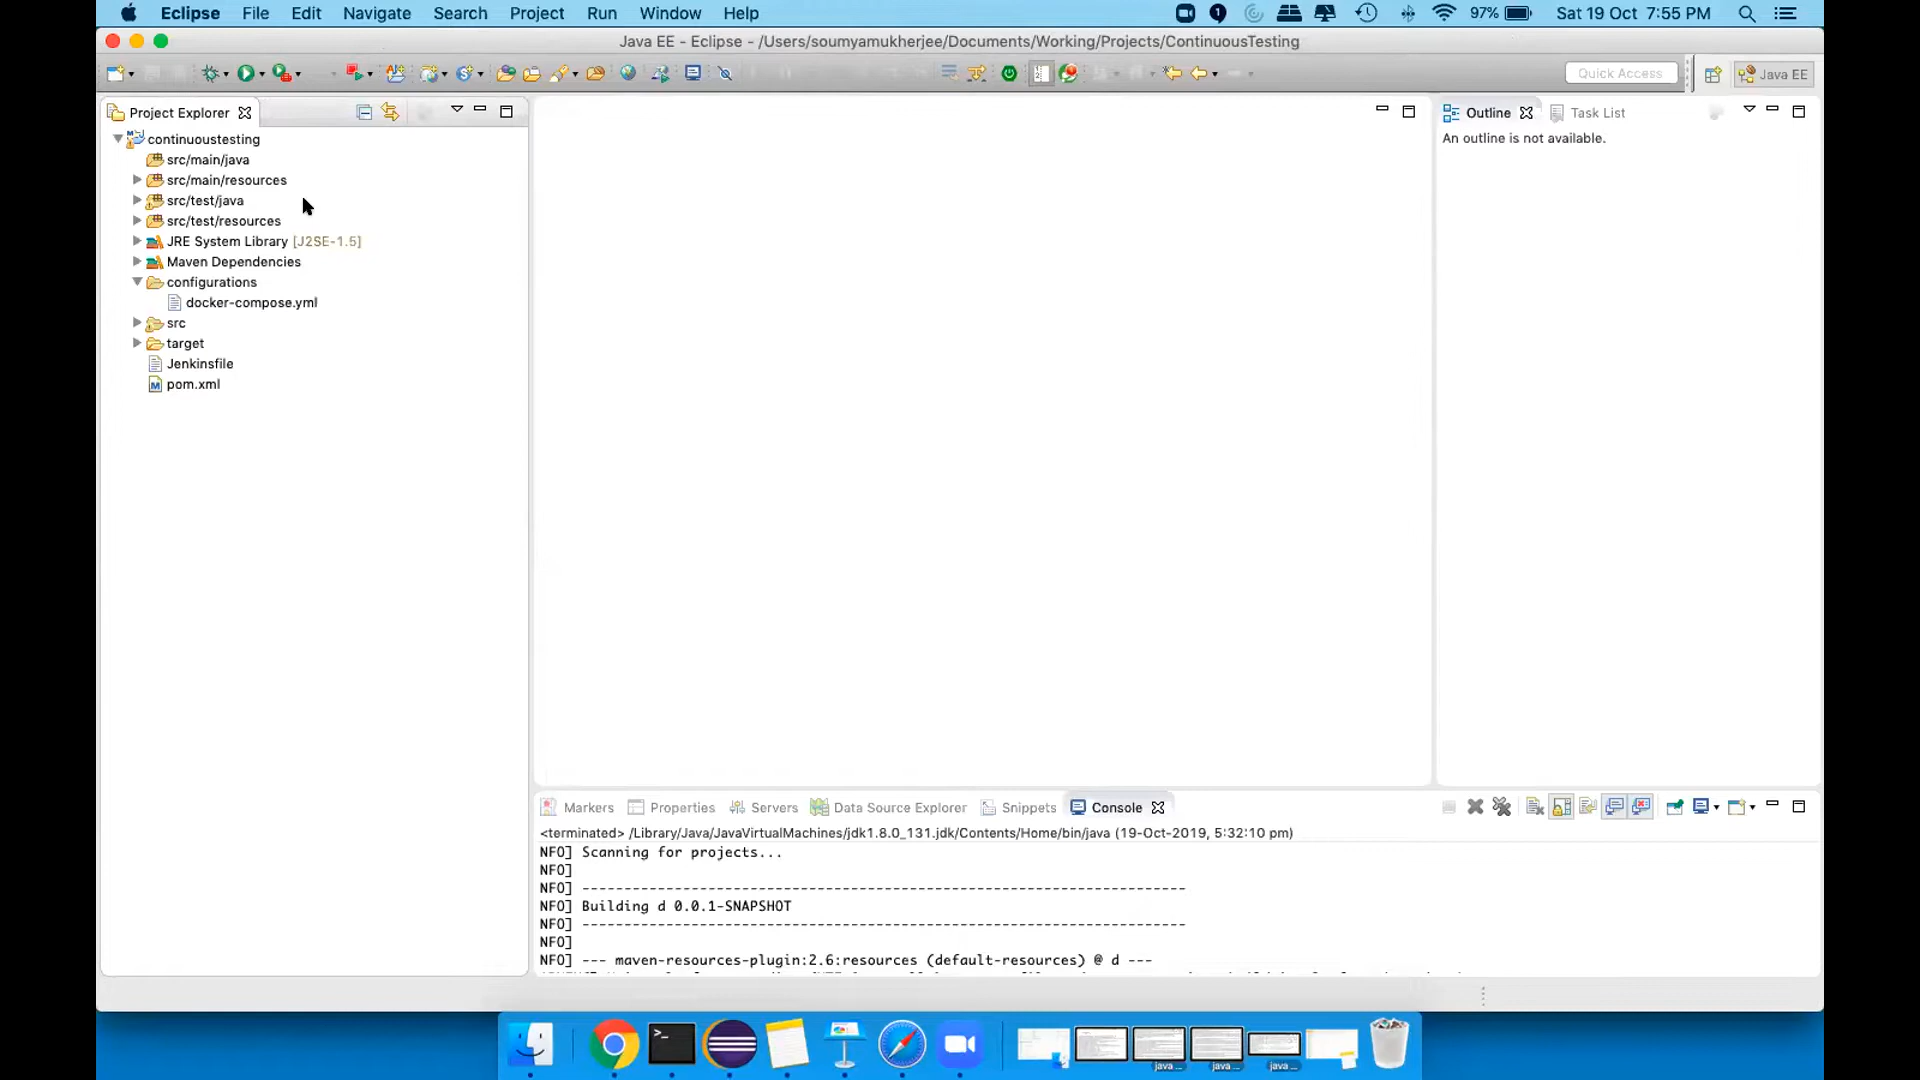 Eclipse File Edit Navigate Search Project Run Window Help 1 97% Sat 19 Oct 7:55 PM
Java EE - Eclipse - /Users/soumyamukherjee/Documents/Working/Projects/ContinuousTesting
Quick Access Java EE
Project Explorer
continuoustesting
src/main/java
src/main/resources
src/test/java
src/test/resources
JRE System Library [J2SE-1.5]
Maven Dependencies
configurations
docker-compose.yml
src
target
Jenkinsfile
pom.xml
Outline Task List
An outline is not available.
Markers Properties Servers Data Source Explorer Snippets Console
<terminated> /Library/Java/JavaVirtualMachines/jdk1.8.0_131.jdk/Contents/Home/bin/java (19-Oct-2019, 5:32:10 pm)
NFO] Scanning for projects...
NFO]
NFO] ------------------------------------------------------------------------
NFO] Building d 0.0.1-SNAPSHOT
NFO] ------------------------------------------------------------------------
NFO]
NFO] --- maven-resources-plugin:2.6:resources (default-resources) @ d ---
java ... java ... java ...